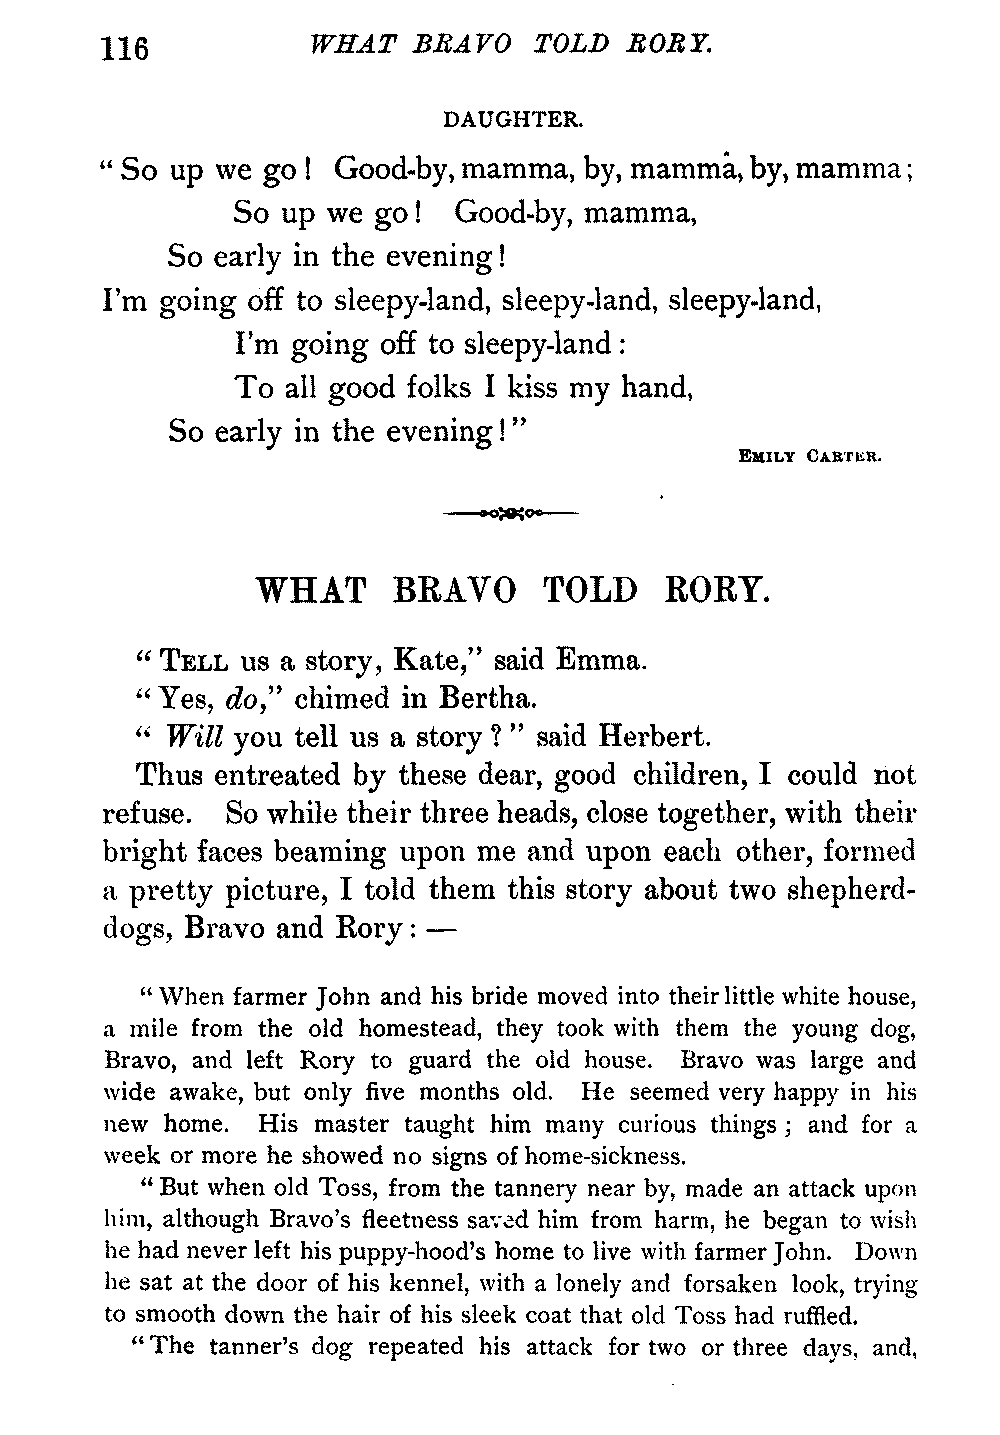 116 WHAT BRAVO TOLD RORY.
DAUGHTER.
“ So up we go ! Good-by, mamma, by, mamma, by, mamma ;
So up we go ! Good-by, mamma,
So early in the evening !
I'm going off to sleepy-land, sleepy-land, sleepy-land,
I'm going off to sleepy-land :
To all good folks I kiss my hand,
So early in the evening ! ”
EMILY CARTER.
WHAT BRAVO TOLD RORY.
“ TELL us a story, Kate,” said Emma.
“ Yes, do,” chimed in Bertha.
“ Will you tell us a story ? ” said Herbert.
Thus entreated by these dear, good children, I could not
refuse. So while their three heads, close together, with their
bright faces beaming upon me and upon each other, formed
a pretty picture, I told them this story about two shepherd-
dogs, Bravo and Rory : —
“ When farmer John and his bride moved into their little white house,
a mile from the old homestead, they took with them the young dog,
Bravo, and left Rory to guard the old house. Bravo was large and
wide awake, but only five months old. He seemed very happy in his
new home. His master taught him many curious things ; and for a
week or more he showed no signs of home-sickness.
“ But when old Toss, from the tannery near by, made an attack upon
him, although Bravo's fleetness saved him from harm, he began to wish
he had never left his puppy-hood's home to live with farmer John. Down
he sat at the door of his kennel, with a lonely and forsaken look, trying
to smooth down the hair of his sleek coat that old Toss had ruffled.
“ The tanner's dog repeated his attack for two or three days, and,